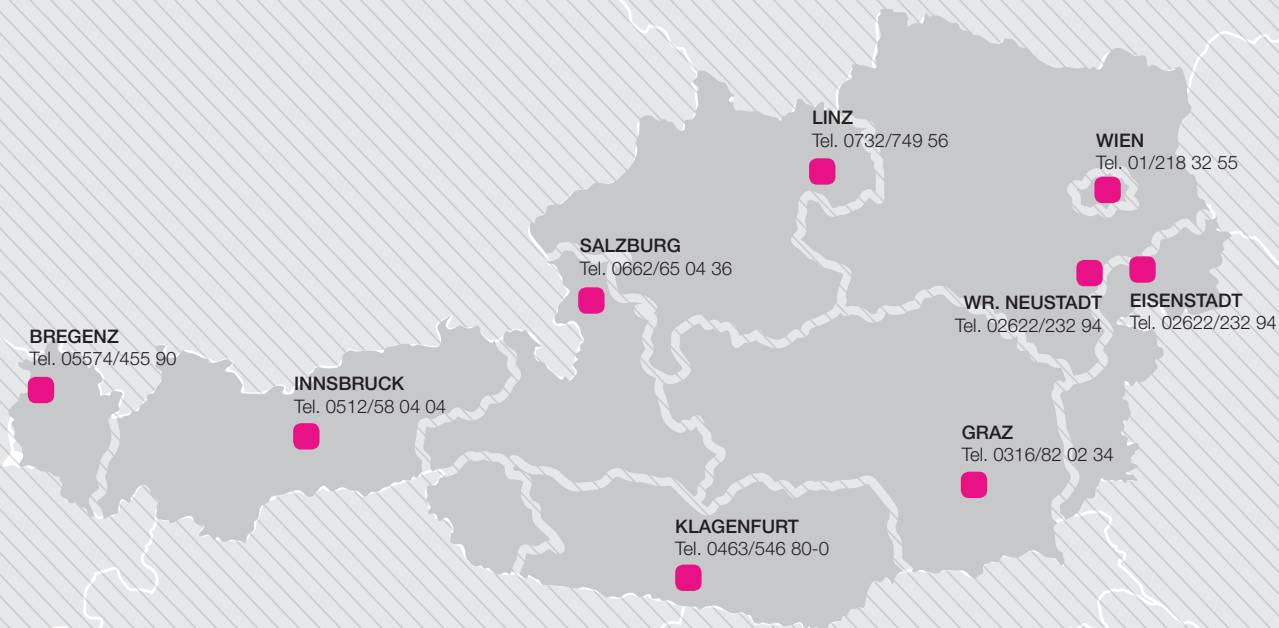 LINZ
Tel. 0732/749 56
WIEN
Tel. 01/218 32 55
SALZBURG
Tel. 0662/65 04 36
WR. NEUSTADT
Tel. 02622/232 94
EISENSTADT
Tel. 02622/232 94
BREGENZ
Tel. 05574/455 90
INNSBRUCK
Tel. 0512/58 04 04
GRAZ
Tel. 0316/82 02 34
KLAGENFURT
Tel. 0463/546 80-0